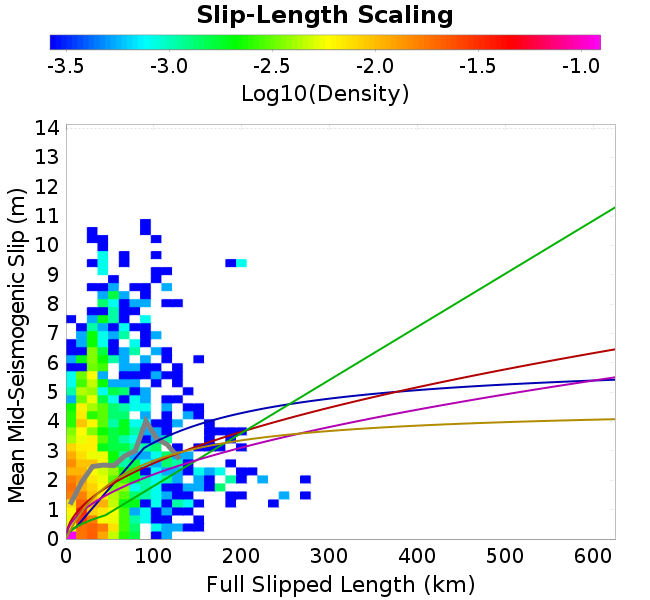 Slip-Length Scaling
-3.5 -3.0 -2.5 -2.0 -1.5 -1.0
Log10(Density)
14
13
12
11
10
9
8
7
6
5
4
3
2
1
0
Mean Mid-Seismogenic Slip (m)
0 100 200 300 400 500 600
Full Slipped Length (km)